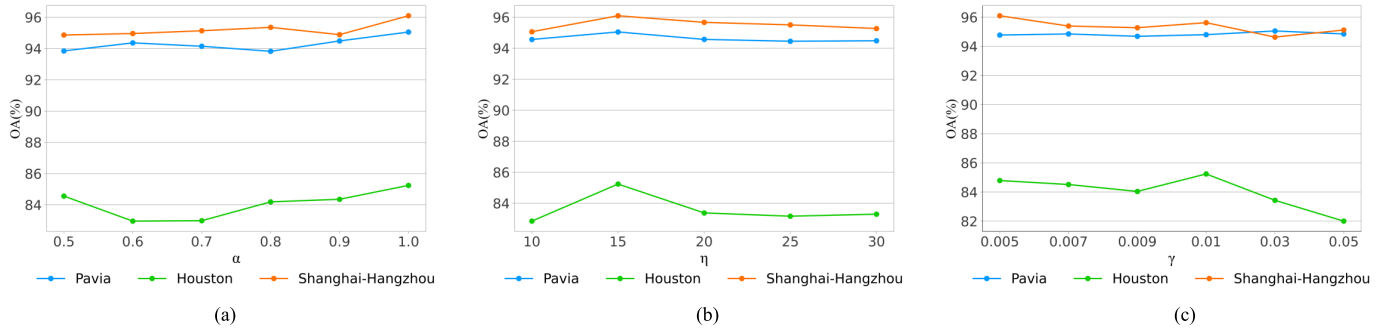 OA(%)
96
94
92
90
88
86
84
0.5 0.6 0.7 0.8 0.9 1.0
α
Pavia Houston Shanghai-Hangzhou
(a)
OA(%)
96
94
92
90
88
86
84
10 15 20 25 30
η
Pavia Houston Shanghai-Hangzhou
(b)
OA(%)
96
94
92
90
88
86
84
82
0.005 0.007 0.009 0.01 0.03 0.05
γ
Pavia Houston Shanghai-Hangzhou
(c)